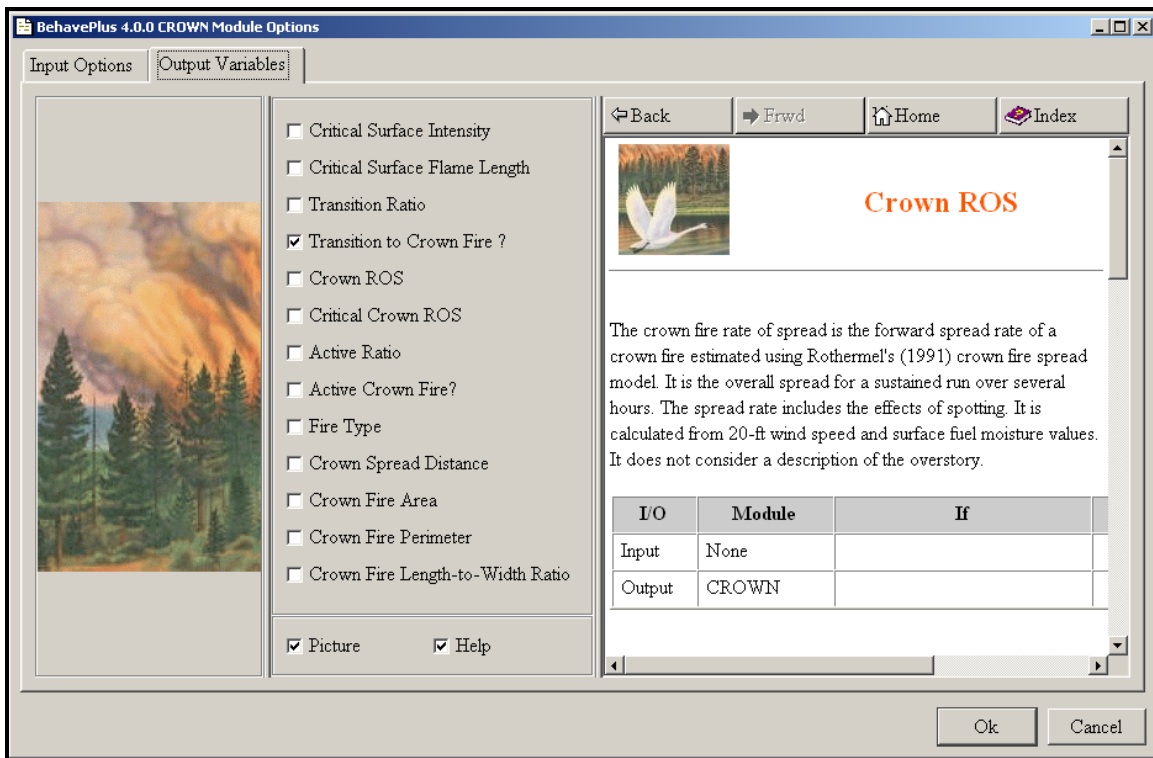 BehavePlus 4.0.0 CROWN Module Options
Input Options
Output Variables
Critical Surface Intensity
Critical Surface Flame Length
Transition Ratio
Transition to Crown Fire ?
Crown ROS
Critical Crown ROS
Active Ratio
Active Crown Fire?
Fire Type
Crown Spread Distance
Crown Fire Area
Crown Fire Perimeter
Crown Fire Length-to-Width Ratio
Picture
Help
Back
Frwd
Home
Index
Crown ROS
The crown fire rate of spread is the forward spread rate of a
crown fire estimated using Rothermel's (1991) crown fire spread
model. It is the overall spread for a sustained run over several
hours. The spread rate includes the effects of spotting. It is
calculated from 20-ft wind speed and surface fuel moisture values.
It does not consider a description of the overstory.
I/O Module If
Input None
Output CROWN
Ok
Cancel